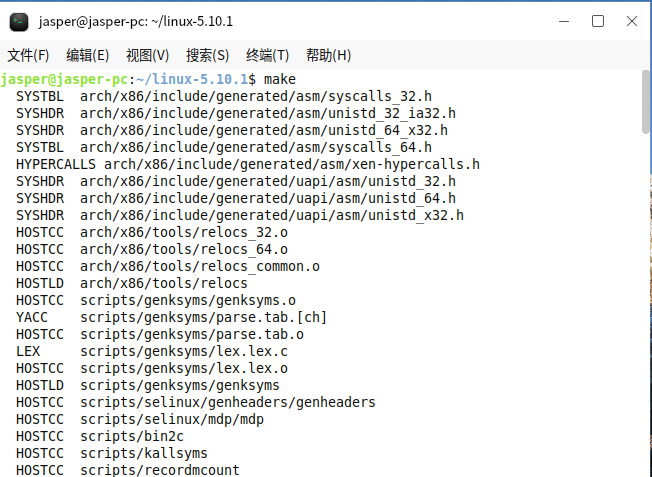 jasper@jasper-pc: ~/linux-5.10.1
文件(F) 编辑(E) 视图(V) 搜索(S) 终端(T) 帮助(H)
jasper@jasper-pc:~/linux-5.10.1$ make
  SYSTBL  arch/x86/include/generated/asm/syscalls_32.h
  SYSHDR  arch/x86/include/generated/asm/unistd_32_ia32.h
  SYSHDR  arch/x86/include/generated/asm/unistd_64_x32.h
  SYSTBL  arch/x86/include/generated/asm/syscalls_64.h
  HYPERCALLS arch/x86/include/generated/asm/xen-hypercalls.h
  SYSHDR  arch/x86/include/generated/uapi/asm/unistd_32.h
  SYSHDR  arch/x86/include/generated/uapi/asm/unistd_64.h
  SYSHDR  arch/x86/include/generated/uapi/asm/unistd_x32.h
  HOSTCC  arch/x86/tools/relocs_32.o
  HOSTCC  arch/x86/tools/relocs_64.o
  HOSTCC  arch/x86/tools/relocs_common.o
  HOSTLD  arch/x86/tools/relocs
  HOSTCC  scripts/genksyms/genksyms.o
  YACC    scripts/genksyms/parse.tab.[ch]
  HOSTCC  scripts/genksyms/parse.tab.o
  LEX     scripts/genksyms/lex.lex.c
  HOSTCC  scripts/genksyms/lex.lex.o
  HOSTLD  scripts/genksyms/genksyms
  HOSTCC  scripts/selinux/genheaders/genheaders
  HOSTCC  scripts/selinux/mdp/mdp
  HOSTCC  scripts/bin2c
  HOSTCC  scripts/kallsyms
  HOSTCC  scripts/recordmcount